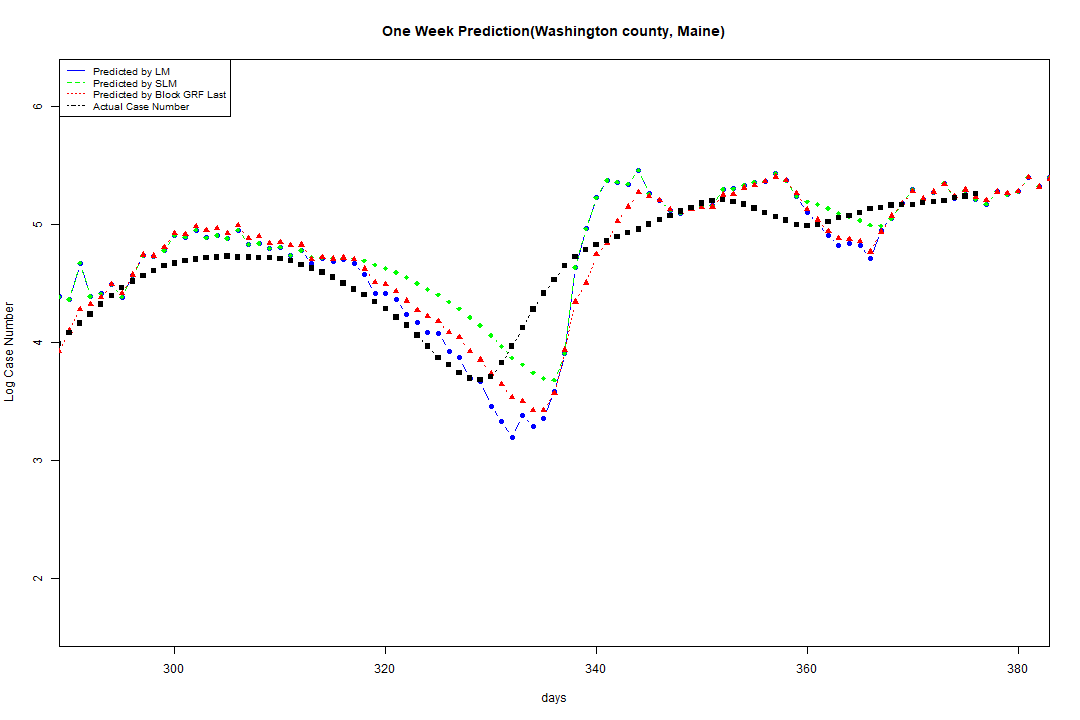 One Week Prediction(Washington county, Maine)
Predicted by LM
Predicted by SLM
Predicted by Block GRF Last
Actual Case Number
6
5
4
3
2
Log Case Number
300 320 340 360 380
days